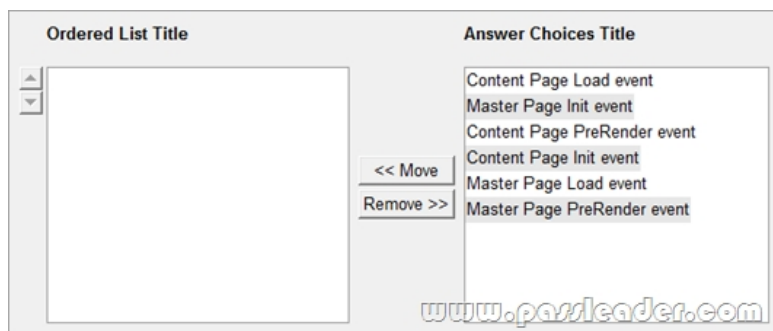 Ordered List Title
Answer Choices Title
<< Move
Remove >>
Content Page Load event
Master Page Init event
Content Page PreRender event
Content Page Init event
Master Page Load event
Master Page PreRender event
www.passleader.com